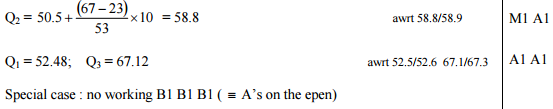 Q₂ = 50.5 + (67 – 23)/53 × 10 = 58.8 awrt 58.8/58.9 M1 A1
Q₁ = 52.48; Q₃ = 67.12 awrt 52.5/52.6 67.1/67.3 A1 A1
Special case : no working B1 B1 B1 ( ≡ A's on the epen)